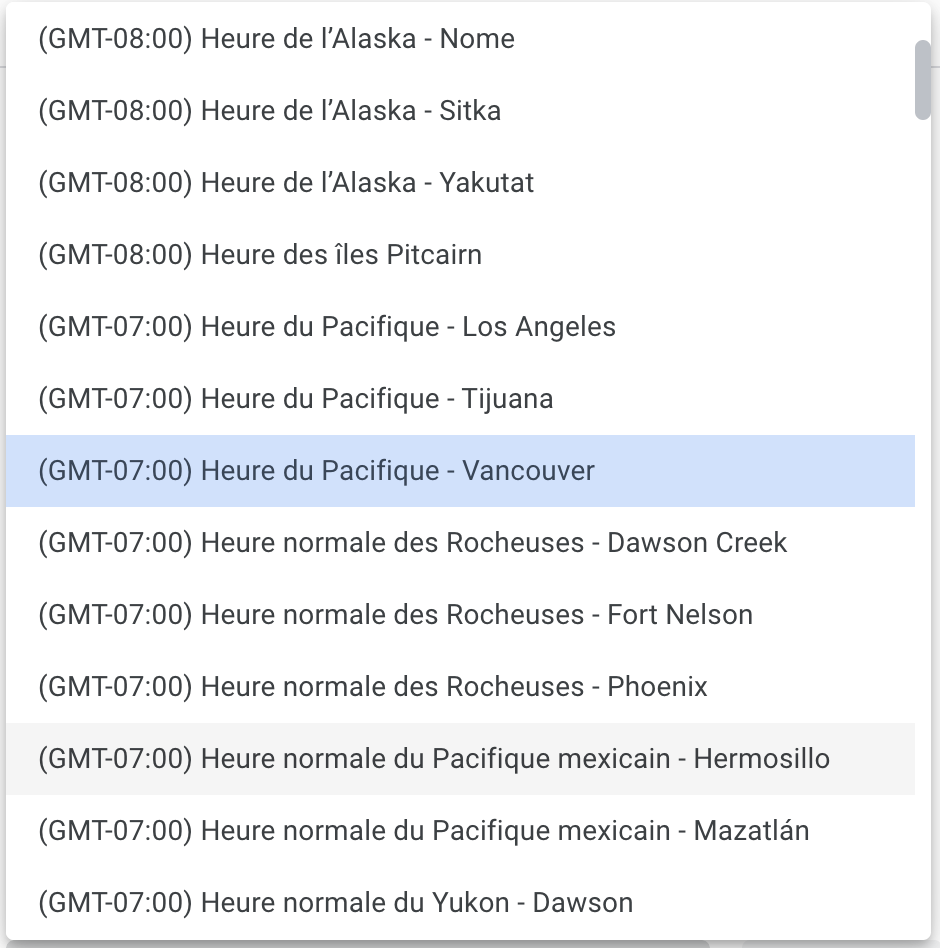 (GMT-08:00) Heure de l’Alaska - Nome
(GMT-08:00) Heure de l’Alaska - Sitka
(GMT-08:00) Heure de l’Alaska - Yakutat
(GMT-08:00) Heure des îles Pitcairn
(GMT-07:00) Heure du Pacifique - Los Angeles
(GMT-07:00) Heure du Pacifique - Tijuana
(GMT-07:00) Heure du Pacifique - Vancouver
(GMT-07:00) Heure normale des Rocheuses - Dawson Creek
(GMT-07:00) Heure normale des Rocheuses - Fort Nelson
(GMT-07:00) Heure normale des Rocheuses - Phoenix
(GMT-07:00) Heure normale du Pacifique mexicain - Hermosillo
(GMT-07:00) Heure normale du Pacifique mexicain - Mazatlán
(GMT-07:00) Heure normale du Yukon - Dawson